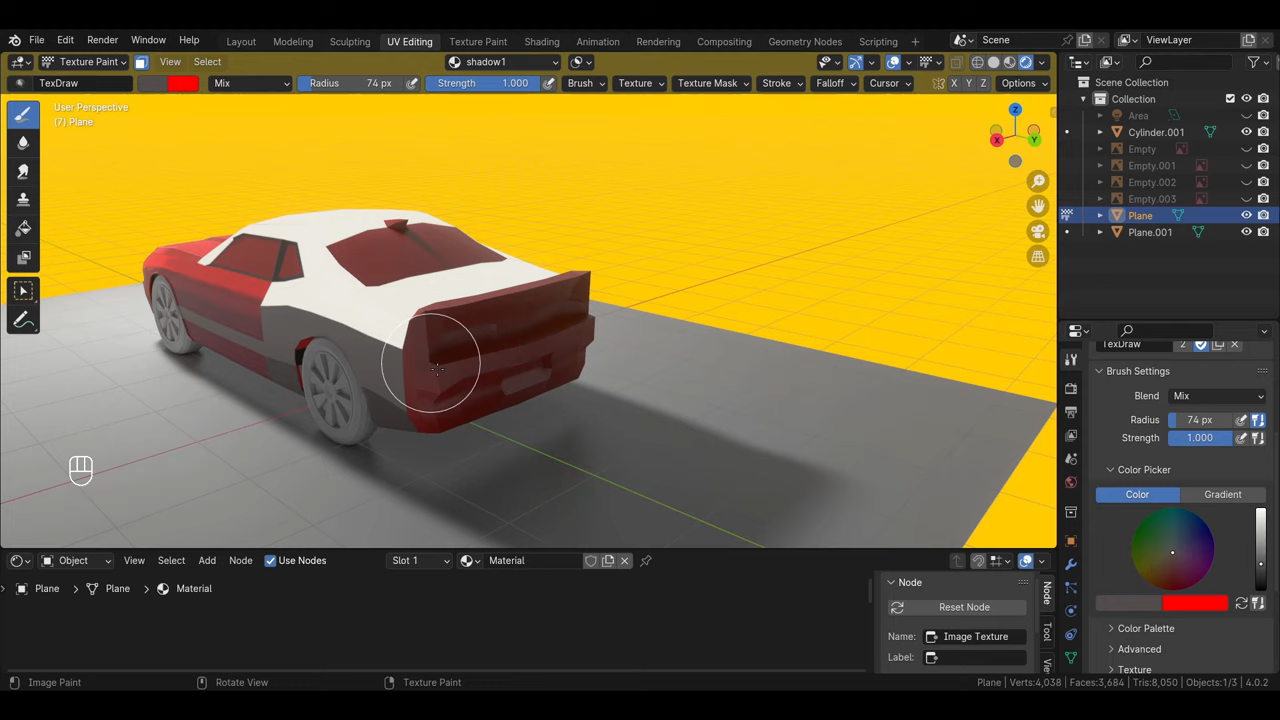 File Edit Render Window Help Layout Modeling Sculpting UV Editing Texture Paint Shading Animation Rendering Compositing Geometry Nodes Scripting + Scene ViewLayer
Texture Paint View Select shadow1
TexDraw Mix Radius 74 px Strength 1.000 Brush Texture Texture Mask Stroke Falloff Cursor X Y Z Options
Scene Collection
Collection
Area
Cylinder.001
Empty
Empty.001
Empty.002
Empty.003
Plane
Plane.001
User Perspective
(7) Plane
Z
X
Y
TexDraw 2
Brush Settings
Blend Mix
Radius 74 px
Strength 1.000
Color Picker
Color Gradient
Color Palette
Advanced
Texture
Object View Select Add Node Use Nodes Slot 1 Material
Plane > Plane > Material
Node
Reset Node
Name: Image Texture
Label:
Node
Tool
Image Paint Rotate View Texture Paint Plane | Verts:4,038 | Faces:3,684 | Tris:8,050 | Objects:1/3 | 4.0.2